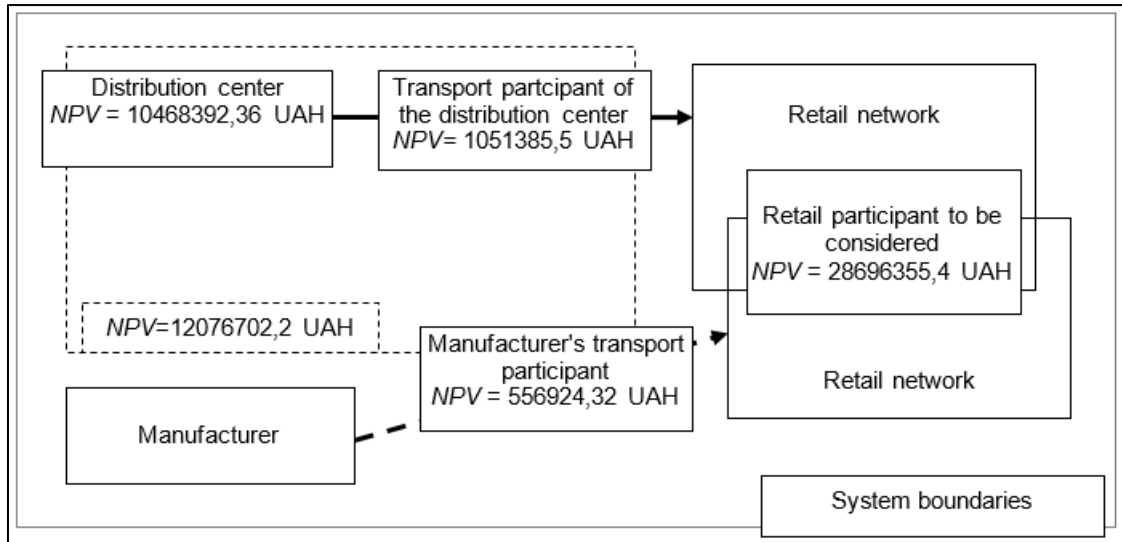 Distribution center
NPV = 10468392,36 UAH
Transport partcipant of
the distribution center
NPV= 1051385,5 UAH
Retail network
Retail participant to be
considered
NPV = 28696355,4 UAH
NPV=12076702,2 UAH
Manufacturer's transport
participant
NPV = 556924,32 UAH
Retail network
Manufacturer
System boundaries